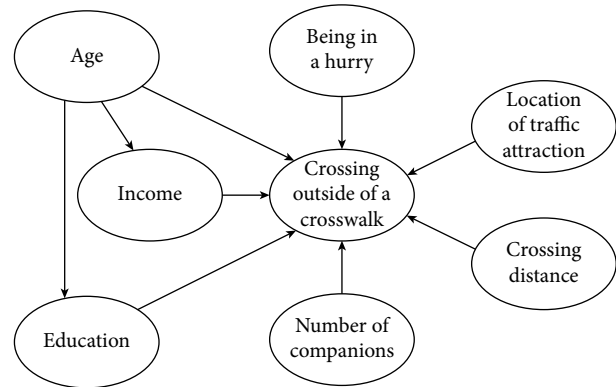 Age
Being in
a hurry
Location
of traffic
attraction
Income
Crossing
outside of a
crosswalk
Crossing
distance
Education
Number of
companions